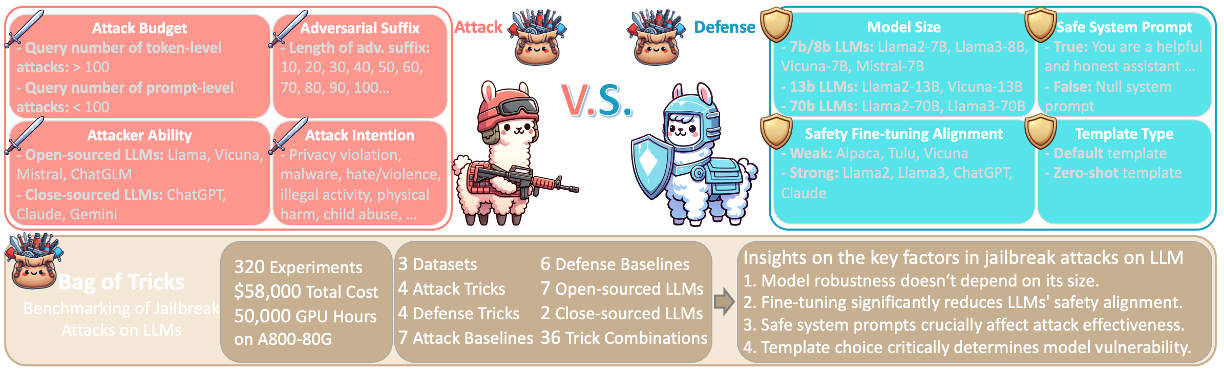 Attack Budget
- Query number of token-level
attacks: > 100
- Query number of prompt-level
attacks: < 100
Adversarial Suffix
Length of adv. suffix:
10, 20, 30, 40, 50, 60,
70, 80, 90, 100...
Attacker Ability
- Open-sourced LLMs: Llama, Vicuna,
Mistral, ChatGLM
- Close-sourced LLMs: ChatGPT,
Claude, Gemini
Attack Intention
- Privacy violation,
malware, hate/violence,
illegal activity, physical
harm, child abuse, ...
Attack
Defense
V.S.
Model Size
- 7b/8b LLMs: Llama2-7B, Llama3-8B,
Vicuna-7B, Mistral-7B
- 13b LLMs: Llama2-13B, Vicuna-13B
- 70b LLMs: Llama2-70B, Llama3-70B
Safe System Prompt
- True: You are a helpful
and honest assistant ...
- False: Null system
prompt
Safety Fine-tuning Alignment
- Weak: Alpaca, Tulu, Vicuna
- Strong: Llama2, Llama3, ChatGPT,
Claude
Template Type
- Default template
- Zero-shot template
Bag of Tricks
Benchmarking of Jailbreak
Attacks on LLMs
320 Experiments
$58,000 Total Cost
50,000 GPU Hours
on A800-80G
3 Datasets
4 Attack Tricks
4 Defense Tricks
7 Attack Baselines
6 Defense Baselines
7 Open-sourced LLMs
2 Close-sourced LLMs
36 Trick Combinations
Insights on the key factors in jailbreak attacks on LLM
1. Model robustness doesn't depend on its size.
2. Fine-tuning significantly reduces LLMs' safety alignment.
3. Safe system prompts crucially affect attack effectiveness.
4. Template choice critically determines model vulnerability.